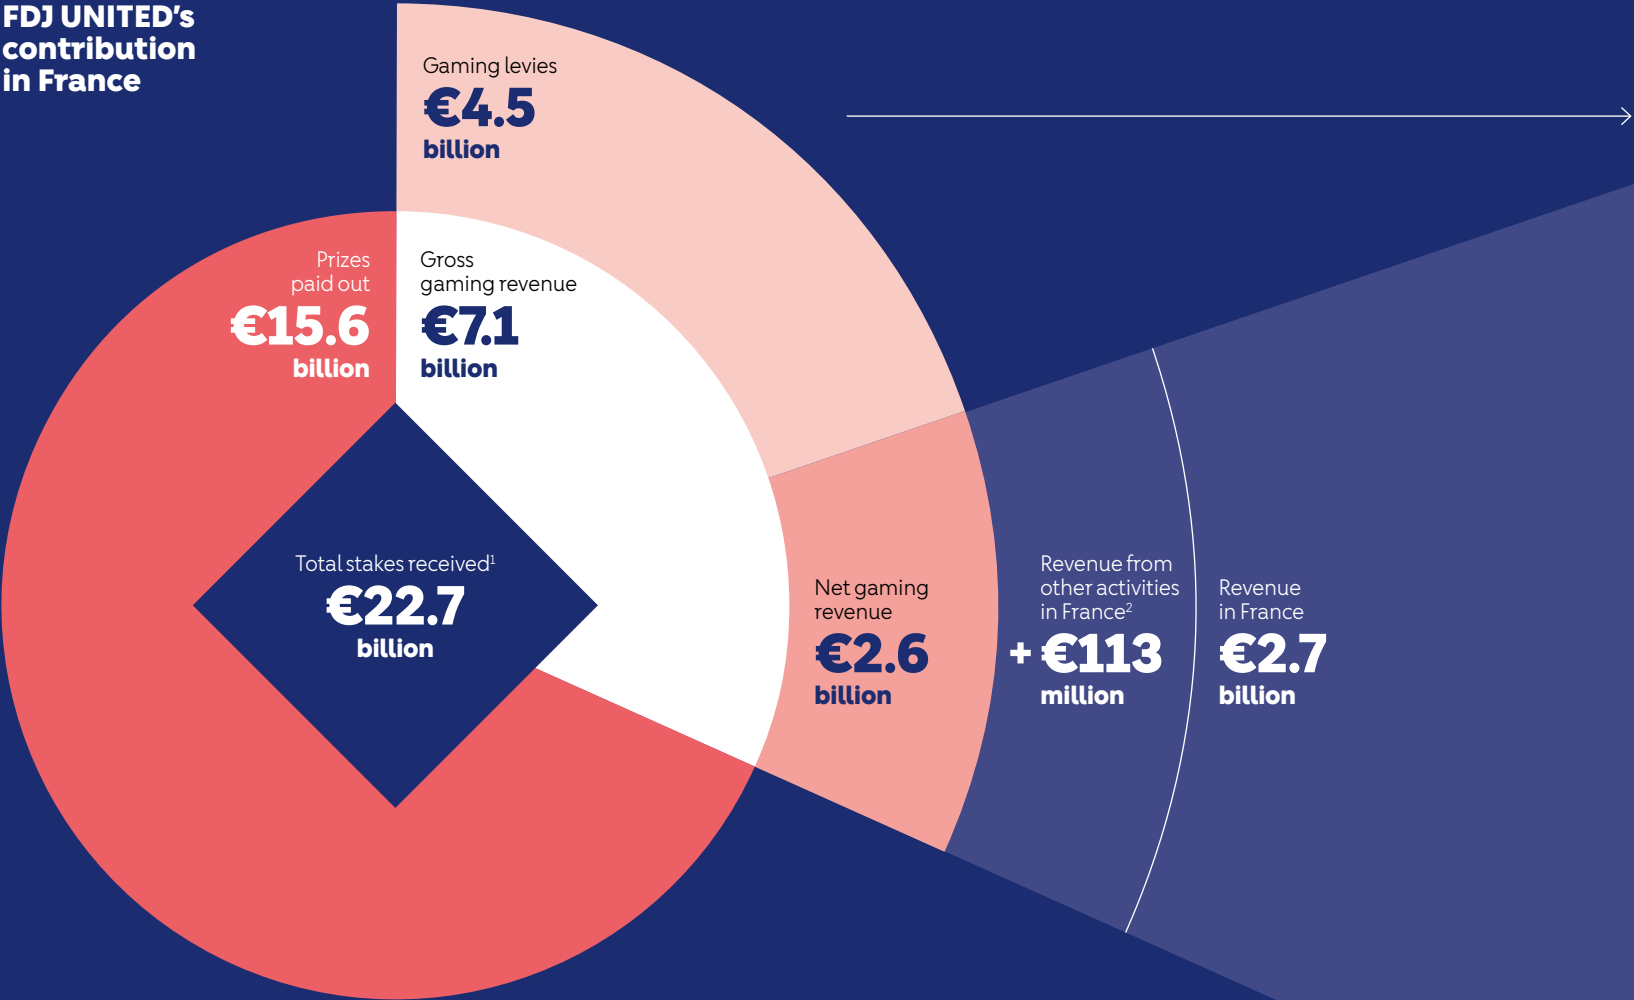 FDJ UNITED’s
contribution
in France
Gaming levies
€4.5
billion
Prizes
paid out
€15.6
billion
Gross
gaming revenue
€7.1
billion
Total stakes received¹
€22.7
billion
Net gaming
revenue
€2.6
billion
Revenue from
other activities
in France²
+ €113
million
Revenue
in France
€2.7
billion